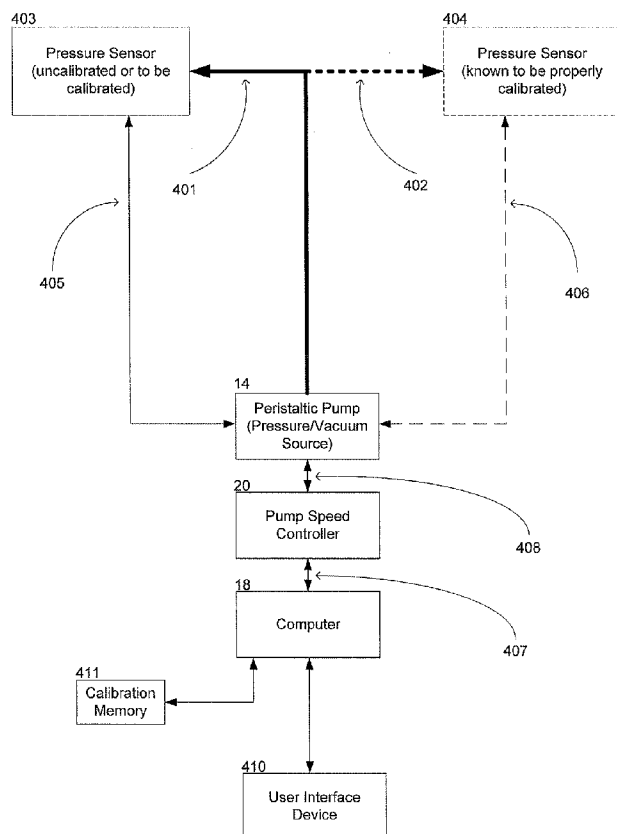 403
Pressure Sensor
(uncalibrated or to be
calibrated)
404
Pressure Sensor
(known to be properly
calibrated)
401
402
405
406
14
Peristaltic Pump
(Pressure/Vacuum
Source)
20
Pump Speed
Controller
408
18
Computer
407
411
Calibration
Memory
410
User Interface
Device